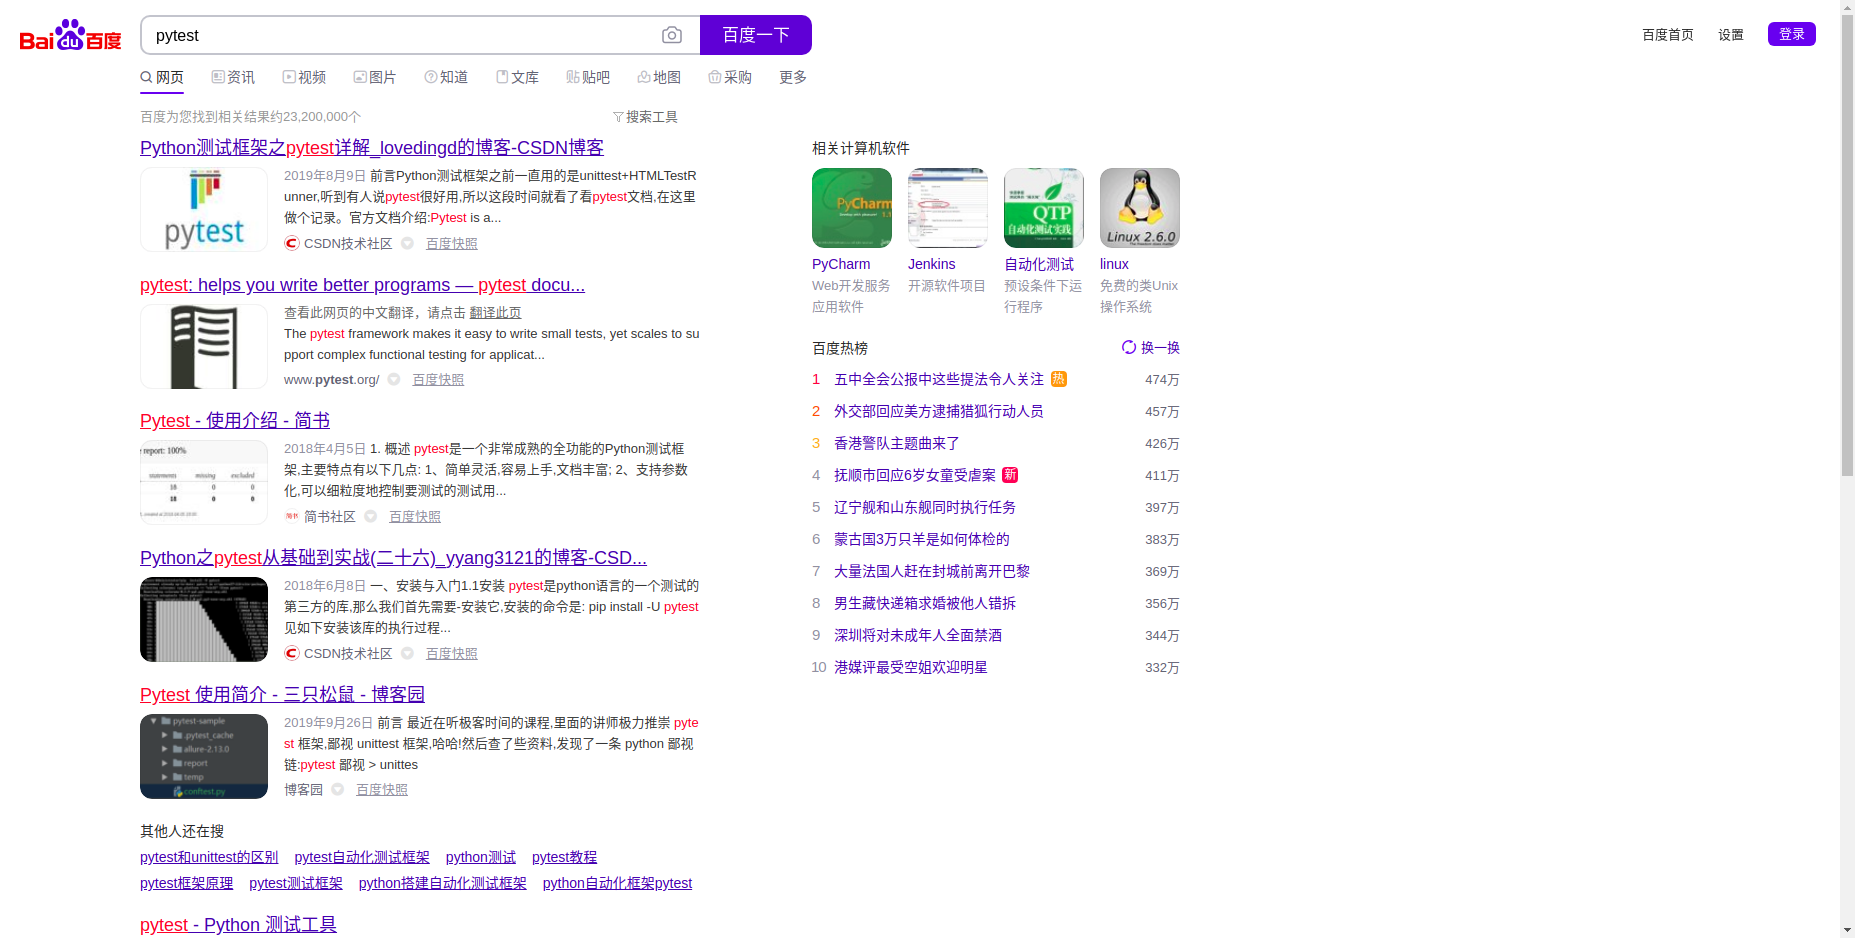 Bai du 百度
pytest
百度一下
百度首页 设置 登录
网页 资讯 视频 图片 知道 文库 贴吧 地图 采购 更多
百度为您找到相关结果约23,200,000个
搜索工具
Python测试框架之pytest详解_lovedingd的博客-CSDN博客
pytest
2019年8月9日 前言Python测试框架之前一直用的是unittest+HTMLTestR
unner,听到有人说pytest很好用,所以这段时间就看了看pytest文档,在这里
做个记录。官方文档介绍:Pytest is a...
CSDN技术社区 百度快照
pytest: helps you write better programs — pytest docu...
查看此网页的中文翻译，请点击 翻译此页
The pytest framework makes it easy to write small tests, yet scales to su
pport complex functional testing for applicat...
www.pytest.org/ 百度快照
Pytest - 使用介绍 - 简书
report: 100%
statements missing excluded
18 0 0
18 0 0
2018年4月5日 1. 概述 pytest是一个非常成熟的全功能的Python测试框
架,主要特点有以下几点: 1、简单灵活,容易上手,文档丰富; 2、支持参数
化,可以细粒度地控制要测试的测试用...
简书 简书社区 百度快照
Python之pytest从基础到实战(二十六)_yyang3121的博客-CSD...
2018年6月8日 一、安装与入门1.1安装 pytest是python语言的一个测试的
第三方的库,那么我们首先需要-安装它,安装的命令是: pip install -U pytest
见如下安装该库的执行过程...
CSDN技术社区 百度快照
Pytest 使用简介 - 三只松鼠 - 博客园
pytest-sample
.pytest_cache
allure-2.13.0
report
temp
conftest.py
2019年9月26日 前言 最近在听极客时间的课程,里面的讲师极力推崇 pyte
st 框架,鄙视 unittest 框架,哈哈!然后查了些资料,发现了一条 python 鄙视
链:pytest 鄙视 > unittes
博客园 百度快照
其他人还在搜
pytest和unittest的区别 pytest自动化测试框架 python测试 pytest教程
pytest框架原理 pytest测试框架 python搭建自动化测试框架 python自动化框架pytest
pytest - Python 测试工具
相关计算机软件
PyCharm
QTP
自动化测试实践
Linux 2.6.0
PyCharm Jenkins 自动化测试 linux
Web开发服务 开源软件项目 预设条件下运 免费的类Unix
应用软件 行程序 操作系统
百度热榜 换一换
1 五中全会公报中这些提法令人关注 热 474万
2 外交部回应美方逮捕猎狐行动人员 457万
3 香港警队主题曲来了 426万
4 抚顺市回应6岁女童受虐案 新 411万
5 辽宁舰和山东舰同时执行任务 397万
6 蒙古国3万只羊是如何体检的 383万
7 大量法国人赶在封城前离开巴黎 369万
8 男生藏快递箱求婚被他人错拆 356万
9 深圳将对未成年人全面禁酒 344万
10 港媒评最受空姐欢迎明星 332万